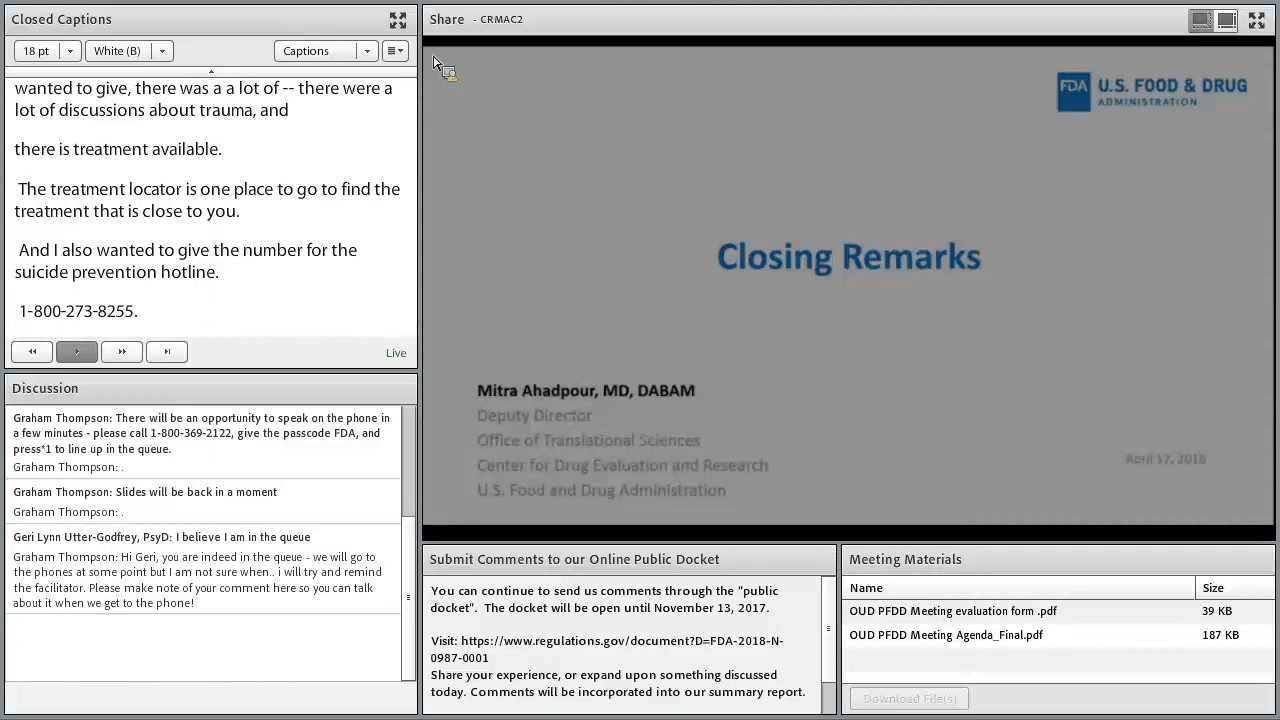 Closed Captions
18 pt
White (B)
Captions
wanted to give, there was a a lot of -- there were a
lot of discussions about trauma, and
there is treatment available.
The treatment locator is one place to go to find the
treatment that is close to you.
And I also wanted to give the number for the
suicide prevention hotline.
1-800-273-8255.
Live
Discussion
Graham Thompson: There will be an opportunity to speak on the phone in
a few minutes - please call 1-800-369-2122, give the passcode FDA, and
press*1 to line up in the queue.
Graham Thompson: .
Graham Thompson: Slides will be back in a moment
Graham Thompson: .
Geri Lynn Utter-Godfrey, PsyD: I believe I am in the queue
Graham Thompson: Hi Geri, you are indeed in the queue - we will go to
the phones at some point but I am not sure when.. i will try and remind
the facilitator. Please make note of your comment here so you can talk
about it when we get to the phone!
Share - CRMAC2
FDA U.S. FOOD & DRUG
ADMINISTRATION
Closing Remarks
Mitra Ahadpour, MD, DABAM
Deputy Director
Office of Translational Sciences
Center for Drug Evaluation and Research
U.S. Food and Drug Administration
April 17, 2018
Submit Comments to our Online Public Docket
You can continue to send us comments through the "public
docket". The docket will be open until November 13, 2017.
Visit: https://www.regulations.gov/document?D=FDA-2018-N-
0987-0001
Share your experience, or expand upon something discussed
today. Comments will be incorporated into our summary report.
Meeting Materials
Name Size
OUD PFDD Meeting evaluation form .pdf 39 KB
OUD PFDD Meeting Agenda_Final.pdf 187 KB
Download File(s)